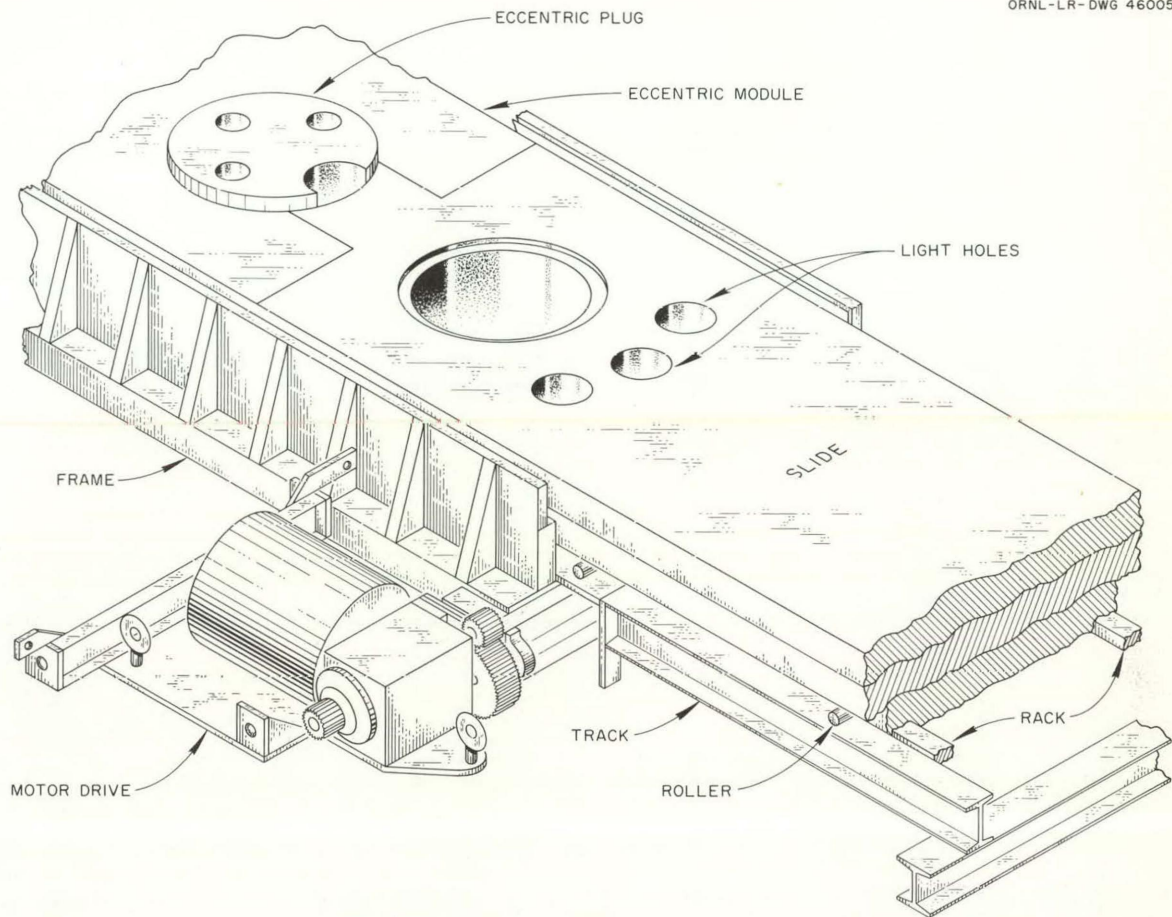 ORNL-LR-DWG 46005
ECCENTRIC PLUG
ECCENTRIC MODULE
LIGHT HOLES
SLIDE
FRAME
RACK
TRACK
MOTOR DRIVE
ROLLER